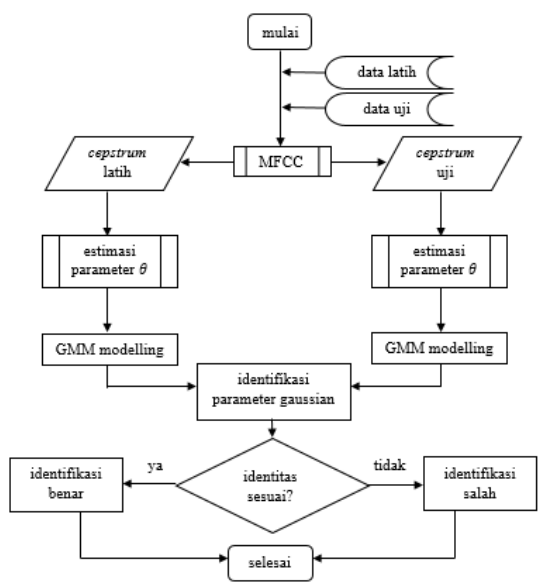 mulai
data latih
data uji
cepstrum
latih
MFCC
cepstrum
uji
estimasi
parameter θ
estimasi
parameter θ
GMM modelling
GMM modelling
identifikasi
parameter gaussian
identifikasi
benar
ya
identitas
sesuai?
tidak
identifikasi
salah
selesai